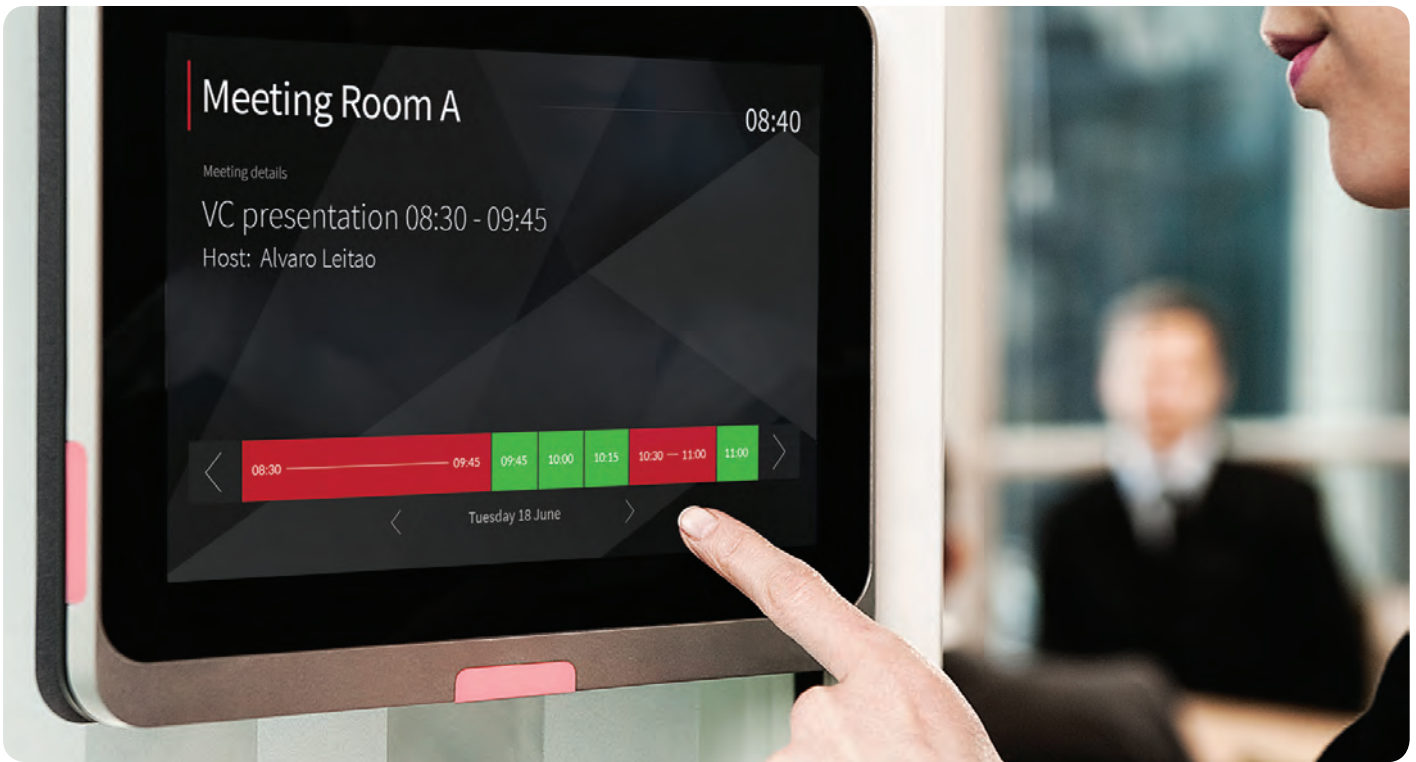 Meeting Room A
08:40
Meeting details
VC presentation 08:30 - 09:45
Host: Alvaro Leitao
08:30 — 09:45 09:45 10:00 10:15 10:30 — 11:00 11:00
Tuesday 18 June